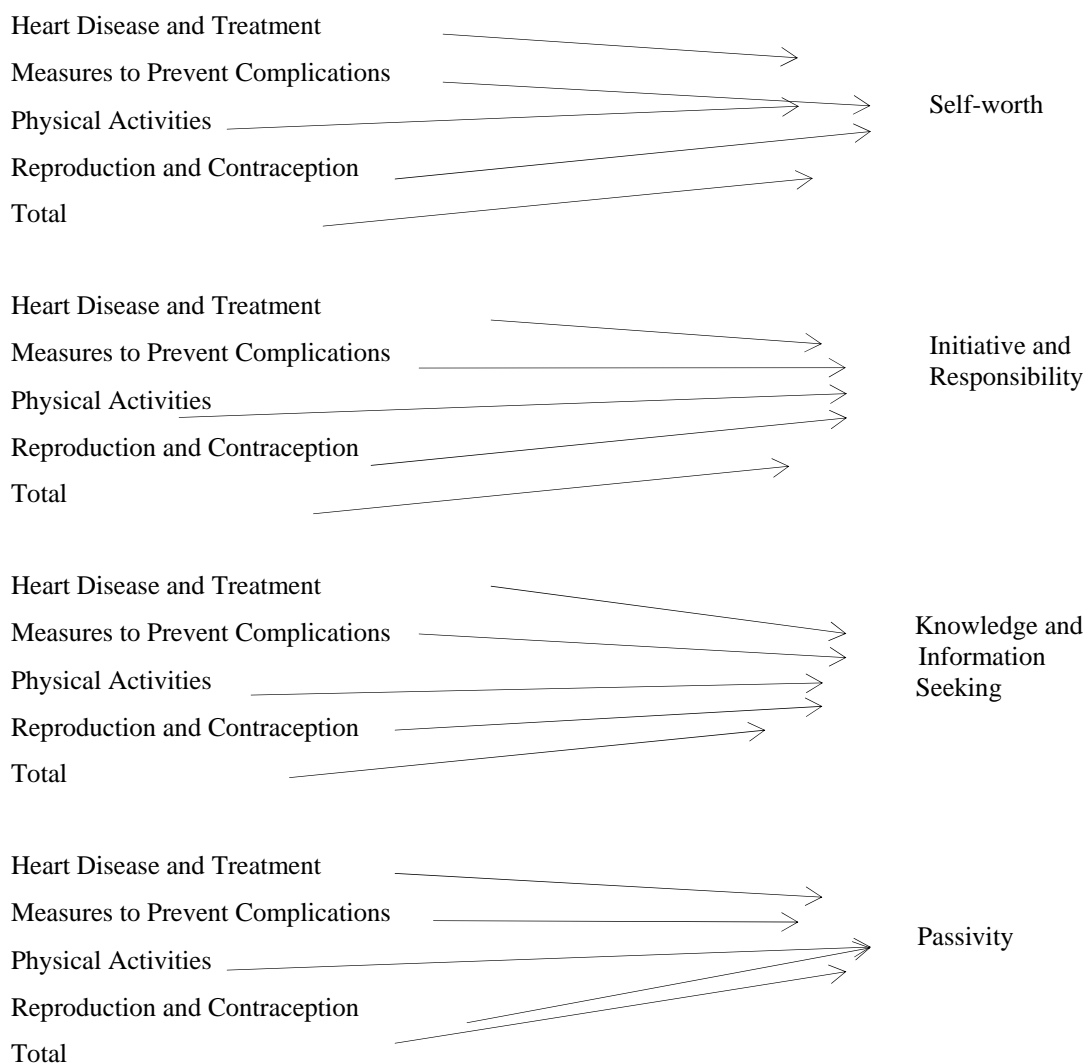 Heart Disease and Treatment
Measures to Prevent Complications
Physical Activities
Reproduction and Contraception
Total
Self-worth
Heart Disease and Treatment
Measures to Prevent Complications
Physical Activities
Reproduction and Contraception
Total
Initiative and
Responsibility
Heart Disease and Treatment
Measures to Prevent Complications
Physical Activities
Reproduction and Contraception
Total
Knowledge and
Information
Seeking
Heart Disease and Treatment
Measures to Prevent Complications
Physical Activities
Reproduction and Contraception
Total
Passivity